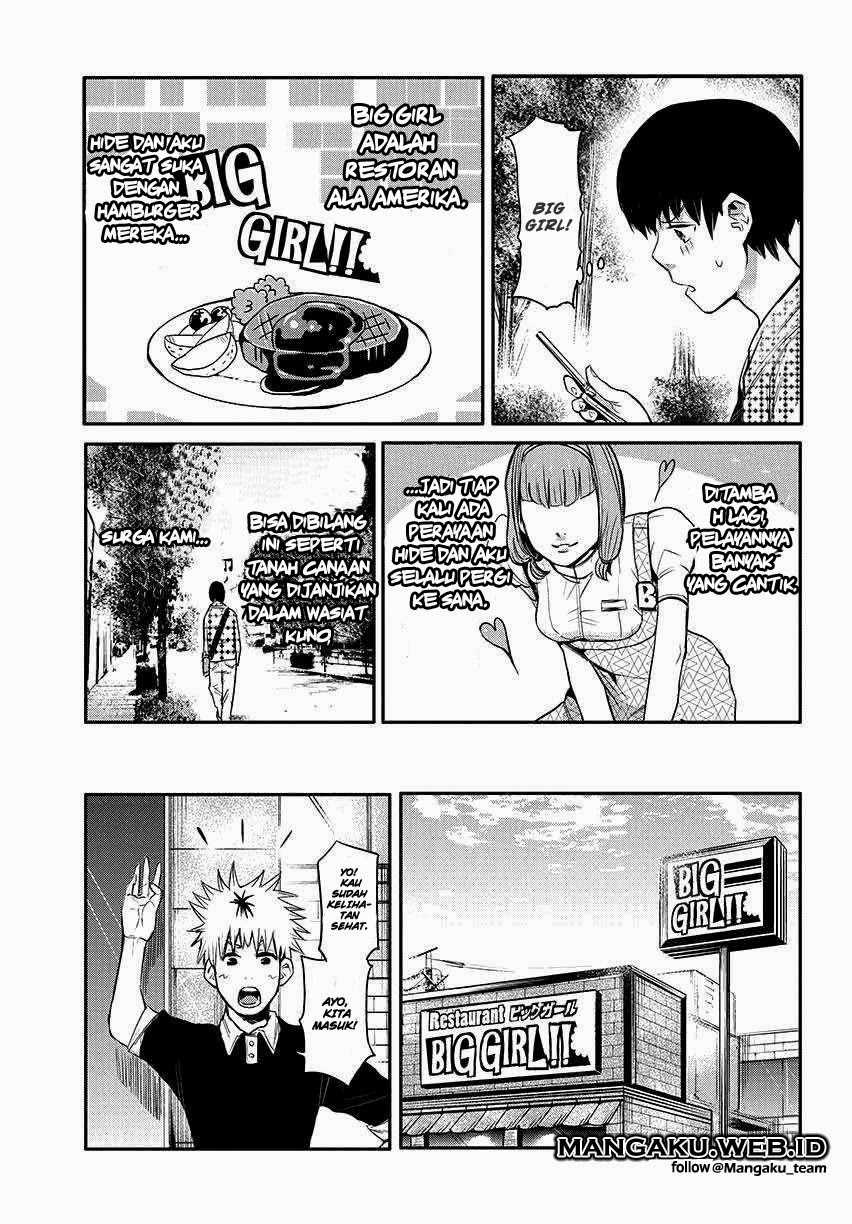 BIG
GIRL!
BIG GIRL
ADALAH
RESTORAN
ALA AMERIKA.
HIDE DAN AKU
SANGAT SUKA
DENGAN
HAMBURGER
MEREKA...
BIG
GIRL!!
DITAMBA
H LAGI,
PELAYANNYA
BANYAK
YANG CANTIK.
....JADI TIAP
KALI ADA
PERAYAAN
HIDE DAN AKU
SELALU PERGI
KE SANA.
B
BISA DIBILANG
INI SEPERTI
TANAH CANAAN
YANG DIJANJIKAN
DALAM WASIAT
KUNO,
SURGA KAMI...
BIG
GIRL!!
Restaurant ビッグガール
BIG GIRL!!
YO!
KAU
SUDAH
KELIHA-
TAN
SEHAT.
AYO,
KITA
MASUK!
MANGAKU.WEB.ID
follow @Mangaku_team